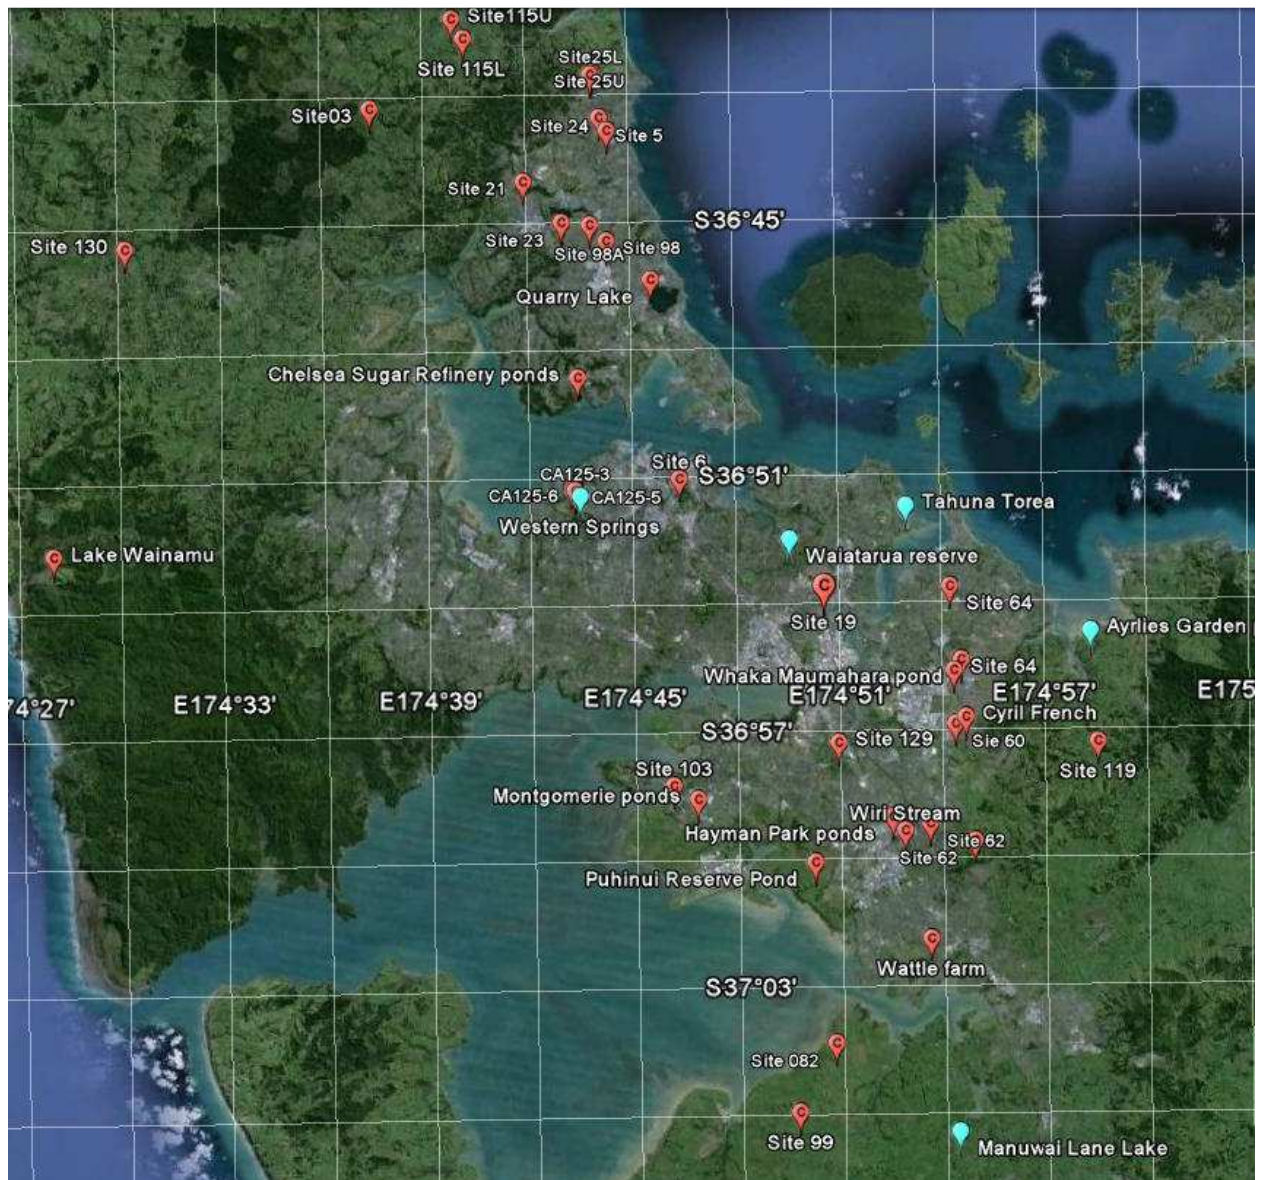 Site115U
Site 115L
Site25L
Site 25U
Site03
Site 24
Site 5
Site 21
S36°45'
Site 130
Site 23
Site 98
Site 98A
Quarry Lake
Chelsea Sugar Refinery ponds
Site 6
S36°51'
CA125-3
CA125-6
CA125-5
Western Springs
Tahuna Torea
Lake Wainamu
Waiatarua reserve
Site 64
Site 19
Ayrlies Garden
Site 64
Whaka Maumahara pond
74°27'
E174°33'
E174°39'
E174°45'
E174°51'
E174°57'
E175
Cyril French
S36°57'
Site 129
Sie 60
Site 119
Site 103
Montgomerie ponds
Wiri Stream
Hayman Park ponds
Site 62
Site 62
Puhinui Reserve Pond
Wattle farm
S37°03'
Site 082
Site 99
Manuwai Lane Lake
C